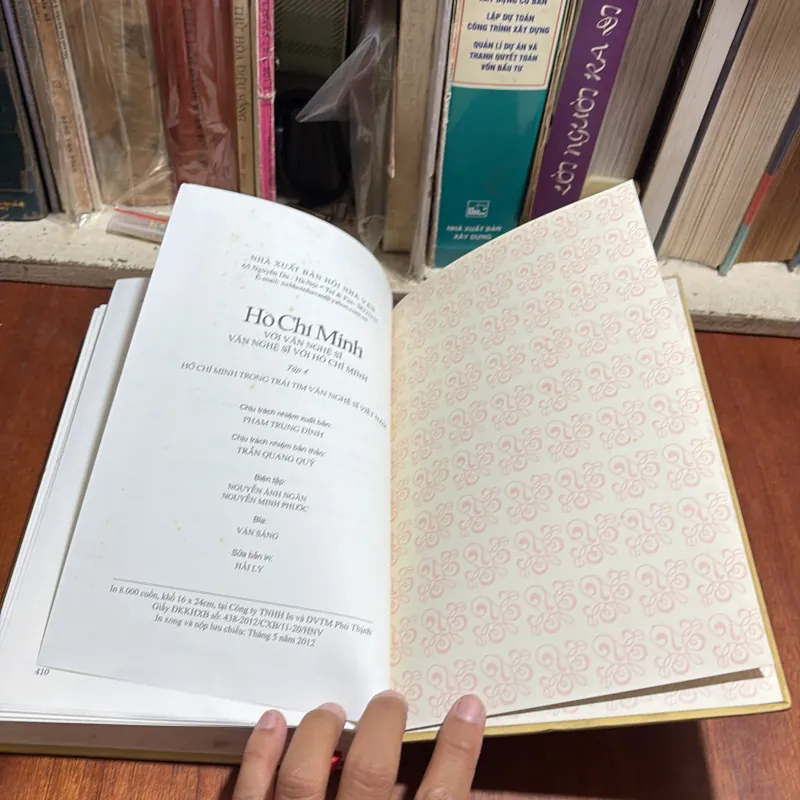 XÂY DỰNG CƠ BẢN
LẬP DỰ TOÁN
CÔNG TRÌNH XÂY DỰNG
QUẢN LÍ DỰ ÁN VÀ
THANH QUYẾT TOÁN
VỐN ĐẦU TƯ
NHÀ XUẤT BẢN
XÂY DỰNG
LỜI NGƯỜI RA ĐI
NHÀ XUẤT BẢN HỘI NHÀ VĂN
65 Nguyễn Du - Hà Nội * Tel & Fax:
E-mail:
Hồ Chí Minh
VỚI VĂN NGHỆ SĨ
VĂN NGHỆ SĨ VỚI HỒ CHÍ MINH
Tập 4
HỒ CHÍ MINH TRONG TRÁI TIM VĂN NGHỆ SĨ VIỆT NAM
Chịu trách nhiệm xuất bản:
PHẠM TRUNG ĐỈNH
Chịu trách nhiệm bản thảo:
TRẦN QUANG QUÝ
Biên tập:
NGUYỄN ÁNH NGÂN
NGUYỄN MINH PHƯỚC
Bìa:
VĂN SÁNG
Sửa bản in:
HẢI LY
In 8.000 cuốn, khổ 16 x 24cm, tại Công ty TNHH In và DVTM Phú Thịnh
Giấy ĐKKHXB số: 438-2012/CXB/11-20/HNV
In xong và nộp lưu chiểu: Tháng 5 năm 2012
410